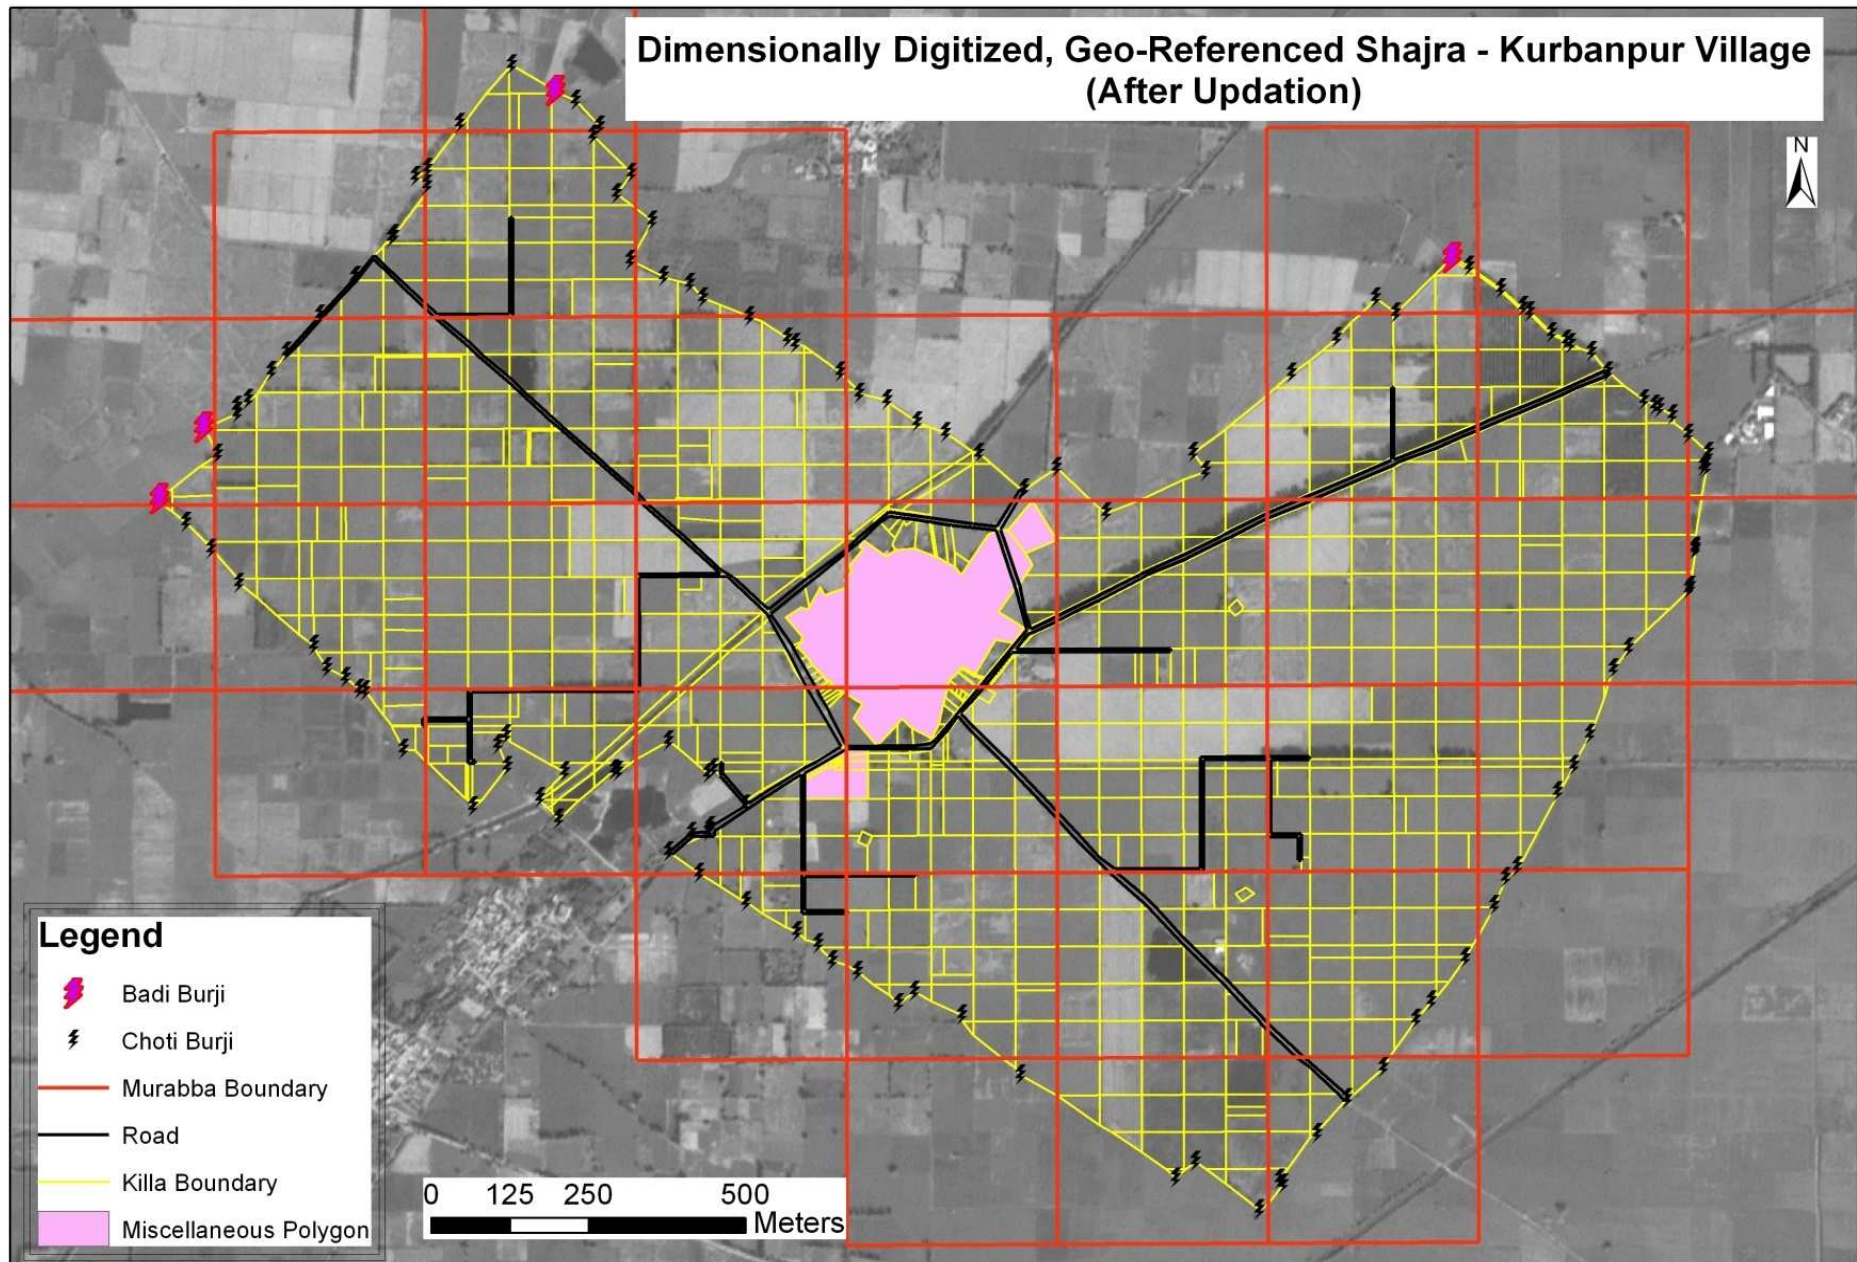 Dimensionally Digitized, Geo-Referenced Shajra - Kurbanpur Village
(After Updation)
N
Legend
Badi Burji
Choti Burji
Murabba Boundary
Road
Killa Boundary
Miscellaneous Polygon
0 125 250 500
Meters